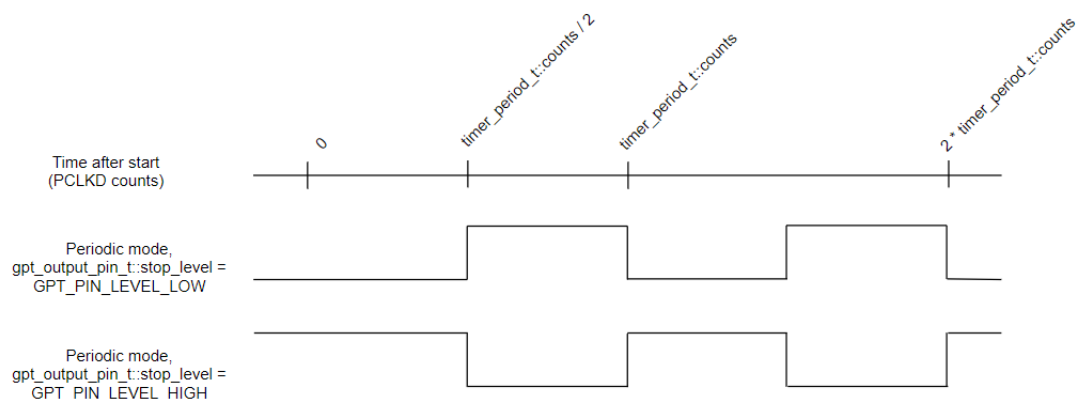 0
timer_period_t::counts / 2
timer_period_t::counts
2 * timer_period_t::counts
Time after start
(PCLKD counts)
Periodic mode,
gpt_output_pin_t::stop_level =
GPT_PIN_LEVEL_LOW
Periodic mode,
gpt_output_pin_t::stop_level =
GPT_PIN_LEVEL_HIGH